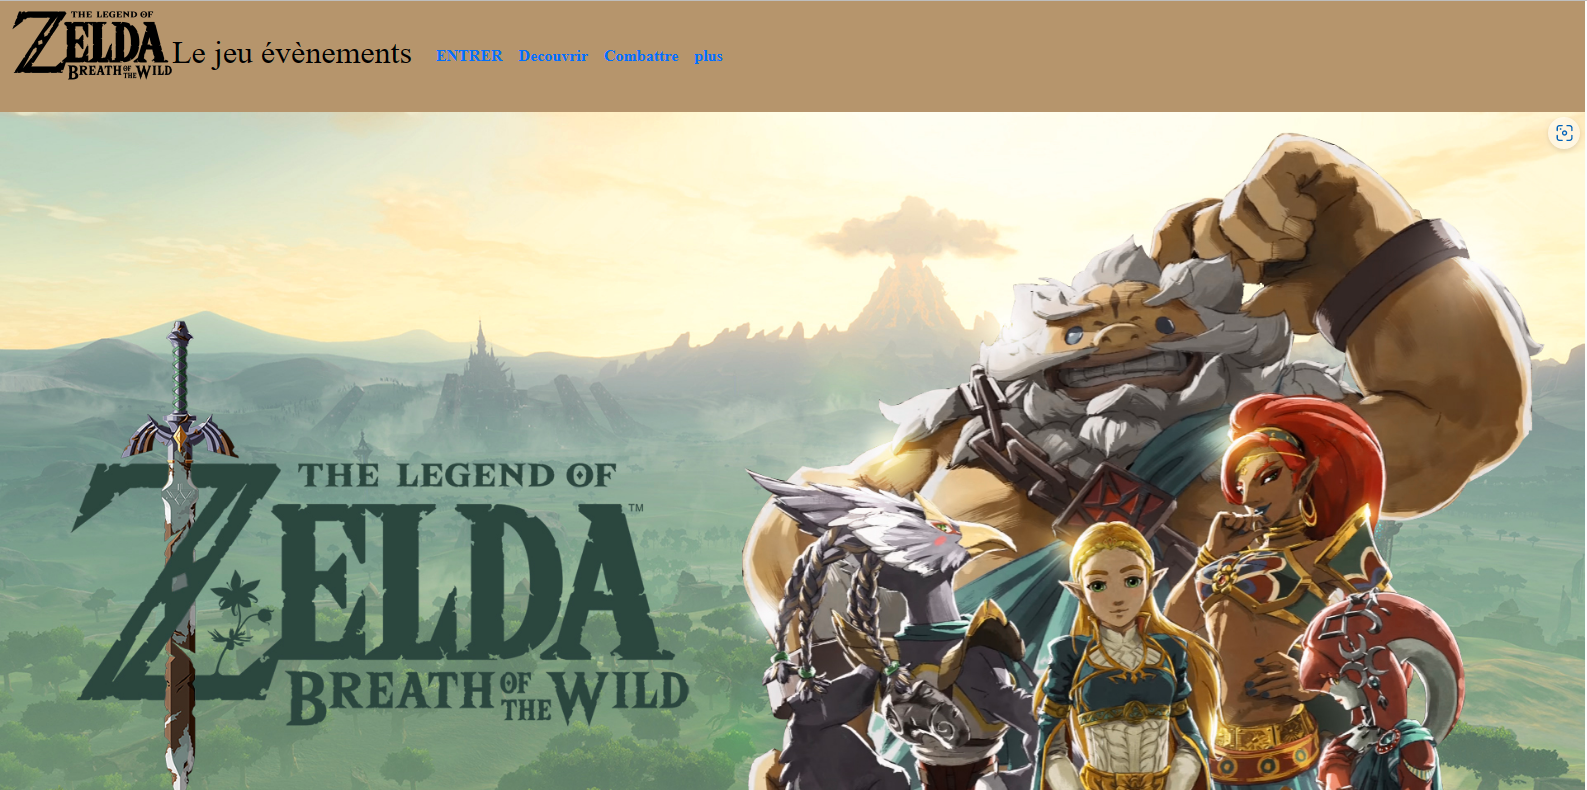 THE LEGEND OF
ZELDA
BREATH OF THE WILD
Le jeu évènements
ENTRER Decouvrir Combattre plus
THE LEGEND OF
ZELDA™
BREATH OF THE WILD